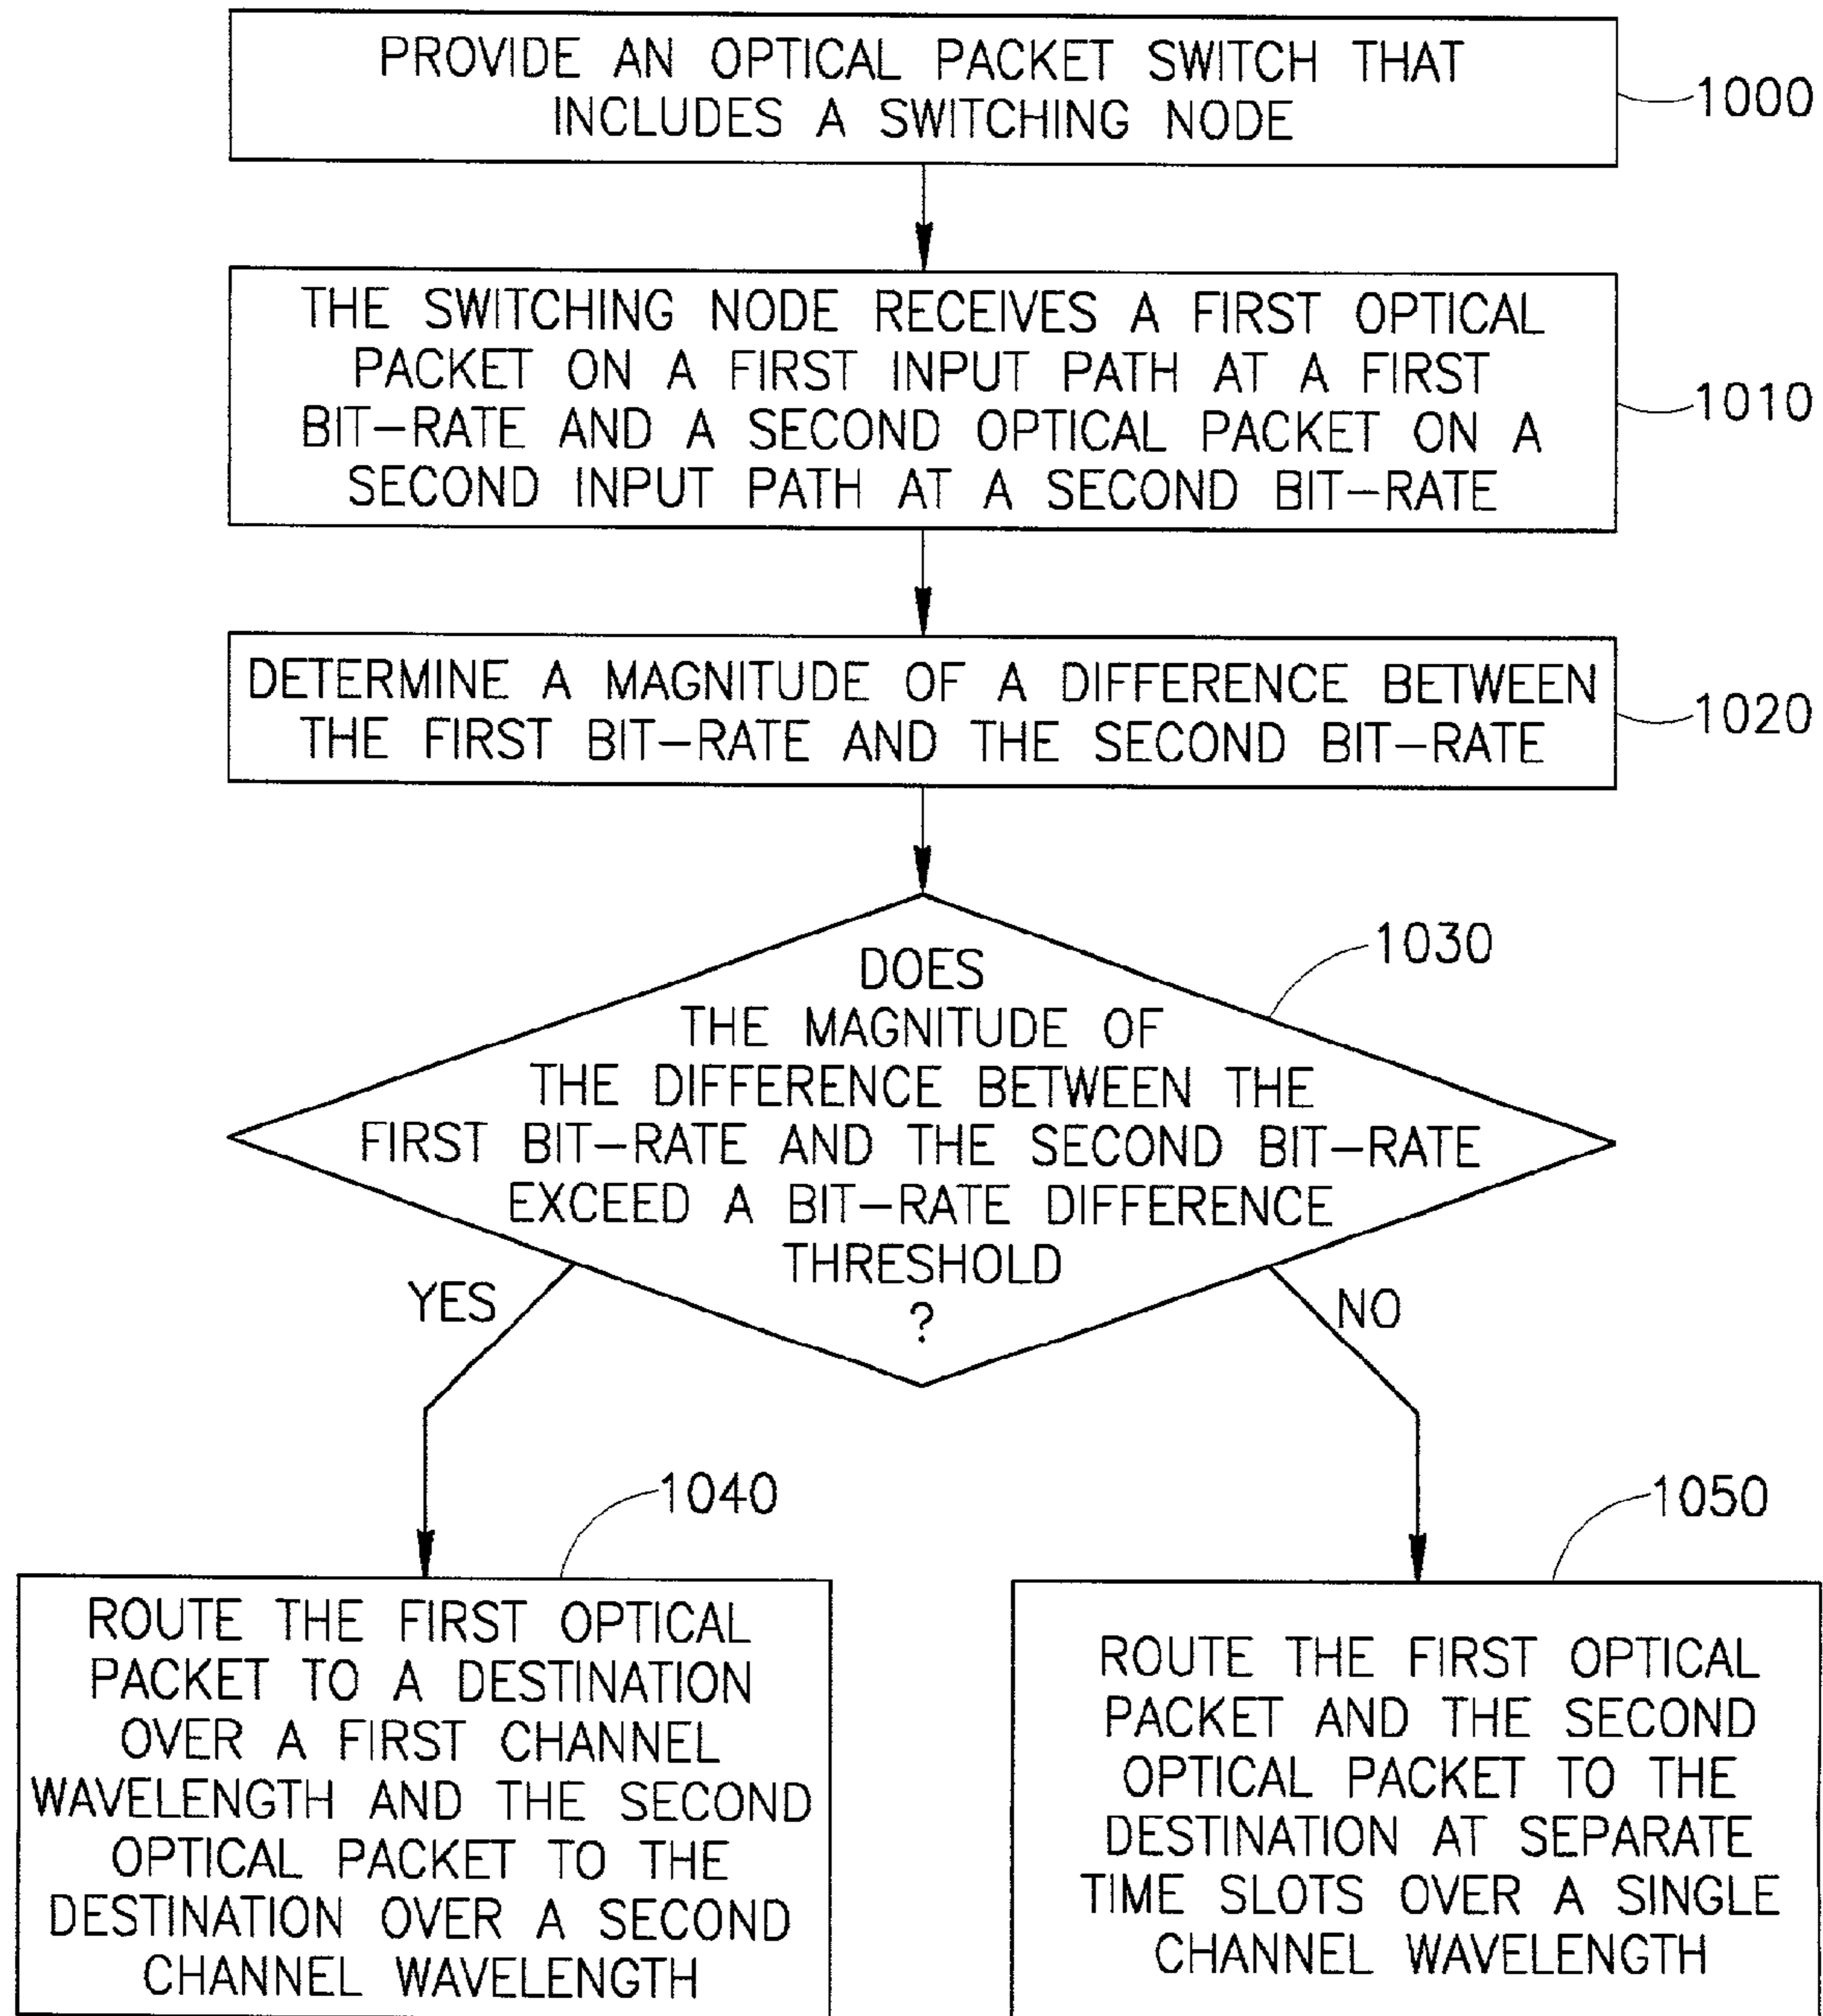 PROVIDE AN OPTICAL PACKET SWITCH THAT
INCLUDES A SWITCHING NODE
1000
THE SWITCHING NODE RECEIVES A FIRST OPTICAL
PACKET ON A FIRST INPUT PATH AT A FIRST
BIT-RATE AND A SECOND OPTICAL PACKET ON A
SECOND INPUT PATH AT A SECOND BIT-RATE
1010
DETERMINE A MAGNITUDE OF A DIFFERENCE BETWEEN
THE FIRST BIT-RATE AND THE SECOND BIT-RATE
1020
1030
DOES
THE MAGNITUDE OF
THE DIFFERENCE BETWEEN THE
FIRST BIT-RATE AND THE SECOND BIT-RATE
EXCEED A BIT-RATE DIFFERENCE
THRESHOLD
?
YES
NO
1040
ROUTE THE FIRST OPTICAL
PACKET TO A DESTINATION
OVER A FIRST CHANNEL
WAVELENGTH AND THE SECOND
OPTICAL PACKET TO THE
DESTINATION OVER A SECOND
CHANNEL WAVELENGTH
1050
ROUTE THE FIRST OPTICAL
PACKET AND THE SECOND
OPTICAL PACKET TO THE
DESTINATION AT SEPARATE
TIME SLOTS OVER A SINGLE
CHANNEL WAVELENGTH